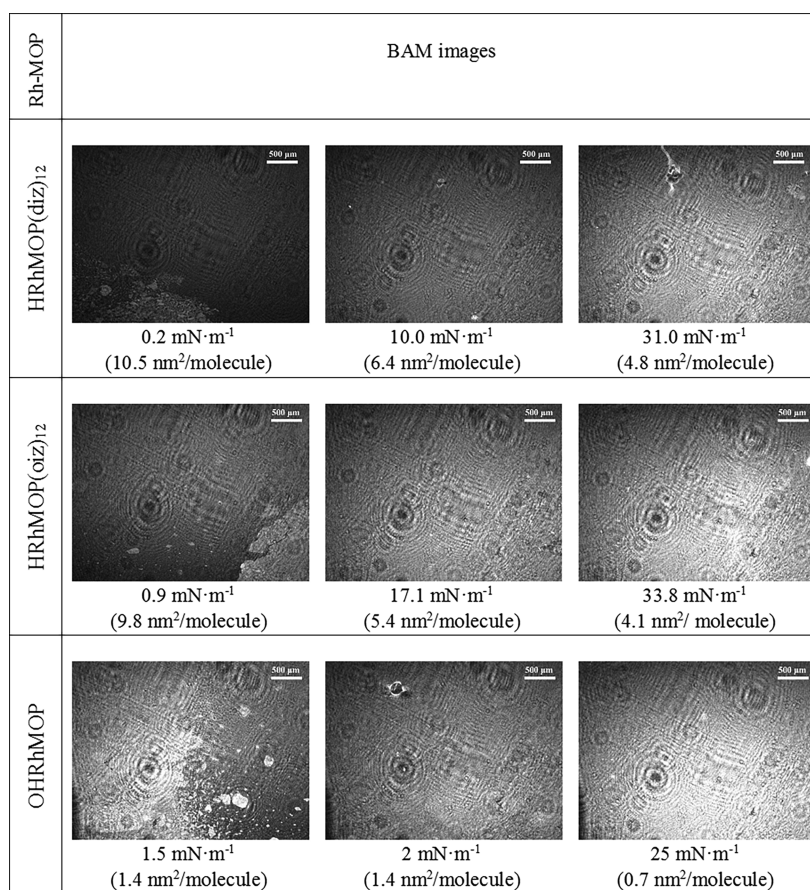 Rh-MOP
BAM images
HRhMOP(diz)₁₂
500 µm
500 µm
500 µm
0.2 mN·m⁻¹
(10.5 nm²/molecule)
10.0 mN·m⁻¹
(6.4 nm²/molecule)
31.0 mN·m⁻¹
(4.8 nm²/molecule)
HRhMOP(oiz)₁₂
500 µm
500 µm
500 µm
0.9 mN·m⁻¹
(9.8 nm²/molecule)
17.1 mN·m⁻¹
(5.4 nm²/molecule)
33.8 mN·m⁻¹
(4.1 nm²/ molecule)
OHRhMOP
500 µm
500 µm
500 µm
1.5 mN·m⁻¹
(1.4 nm²/molecule)
2 mN·m⁻¹
(1.4 nm²/molecule)
25 mN·m⁻¹
(0.7 nm²/molecule)